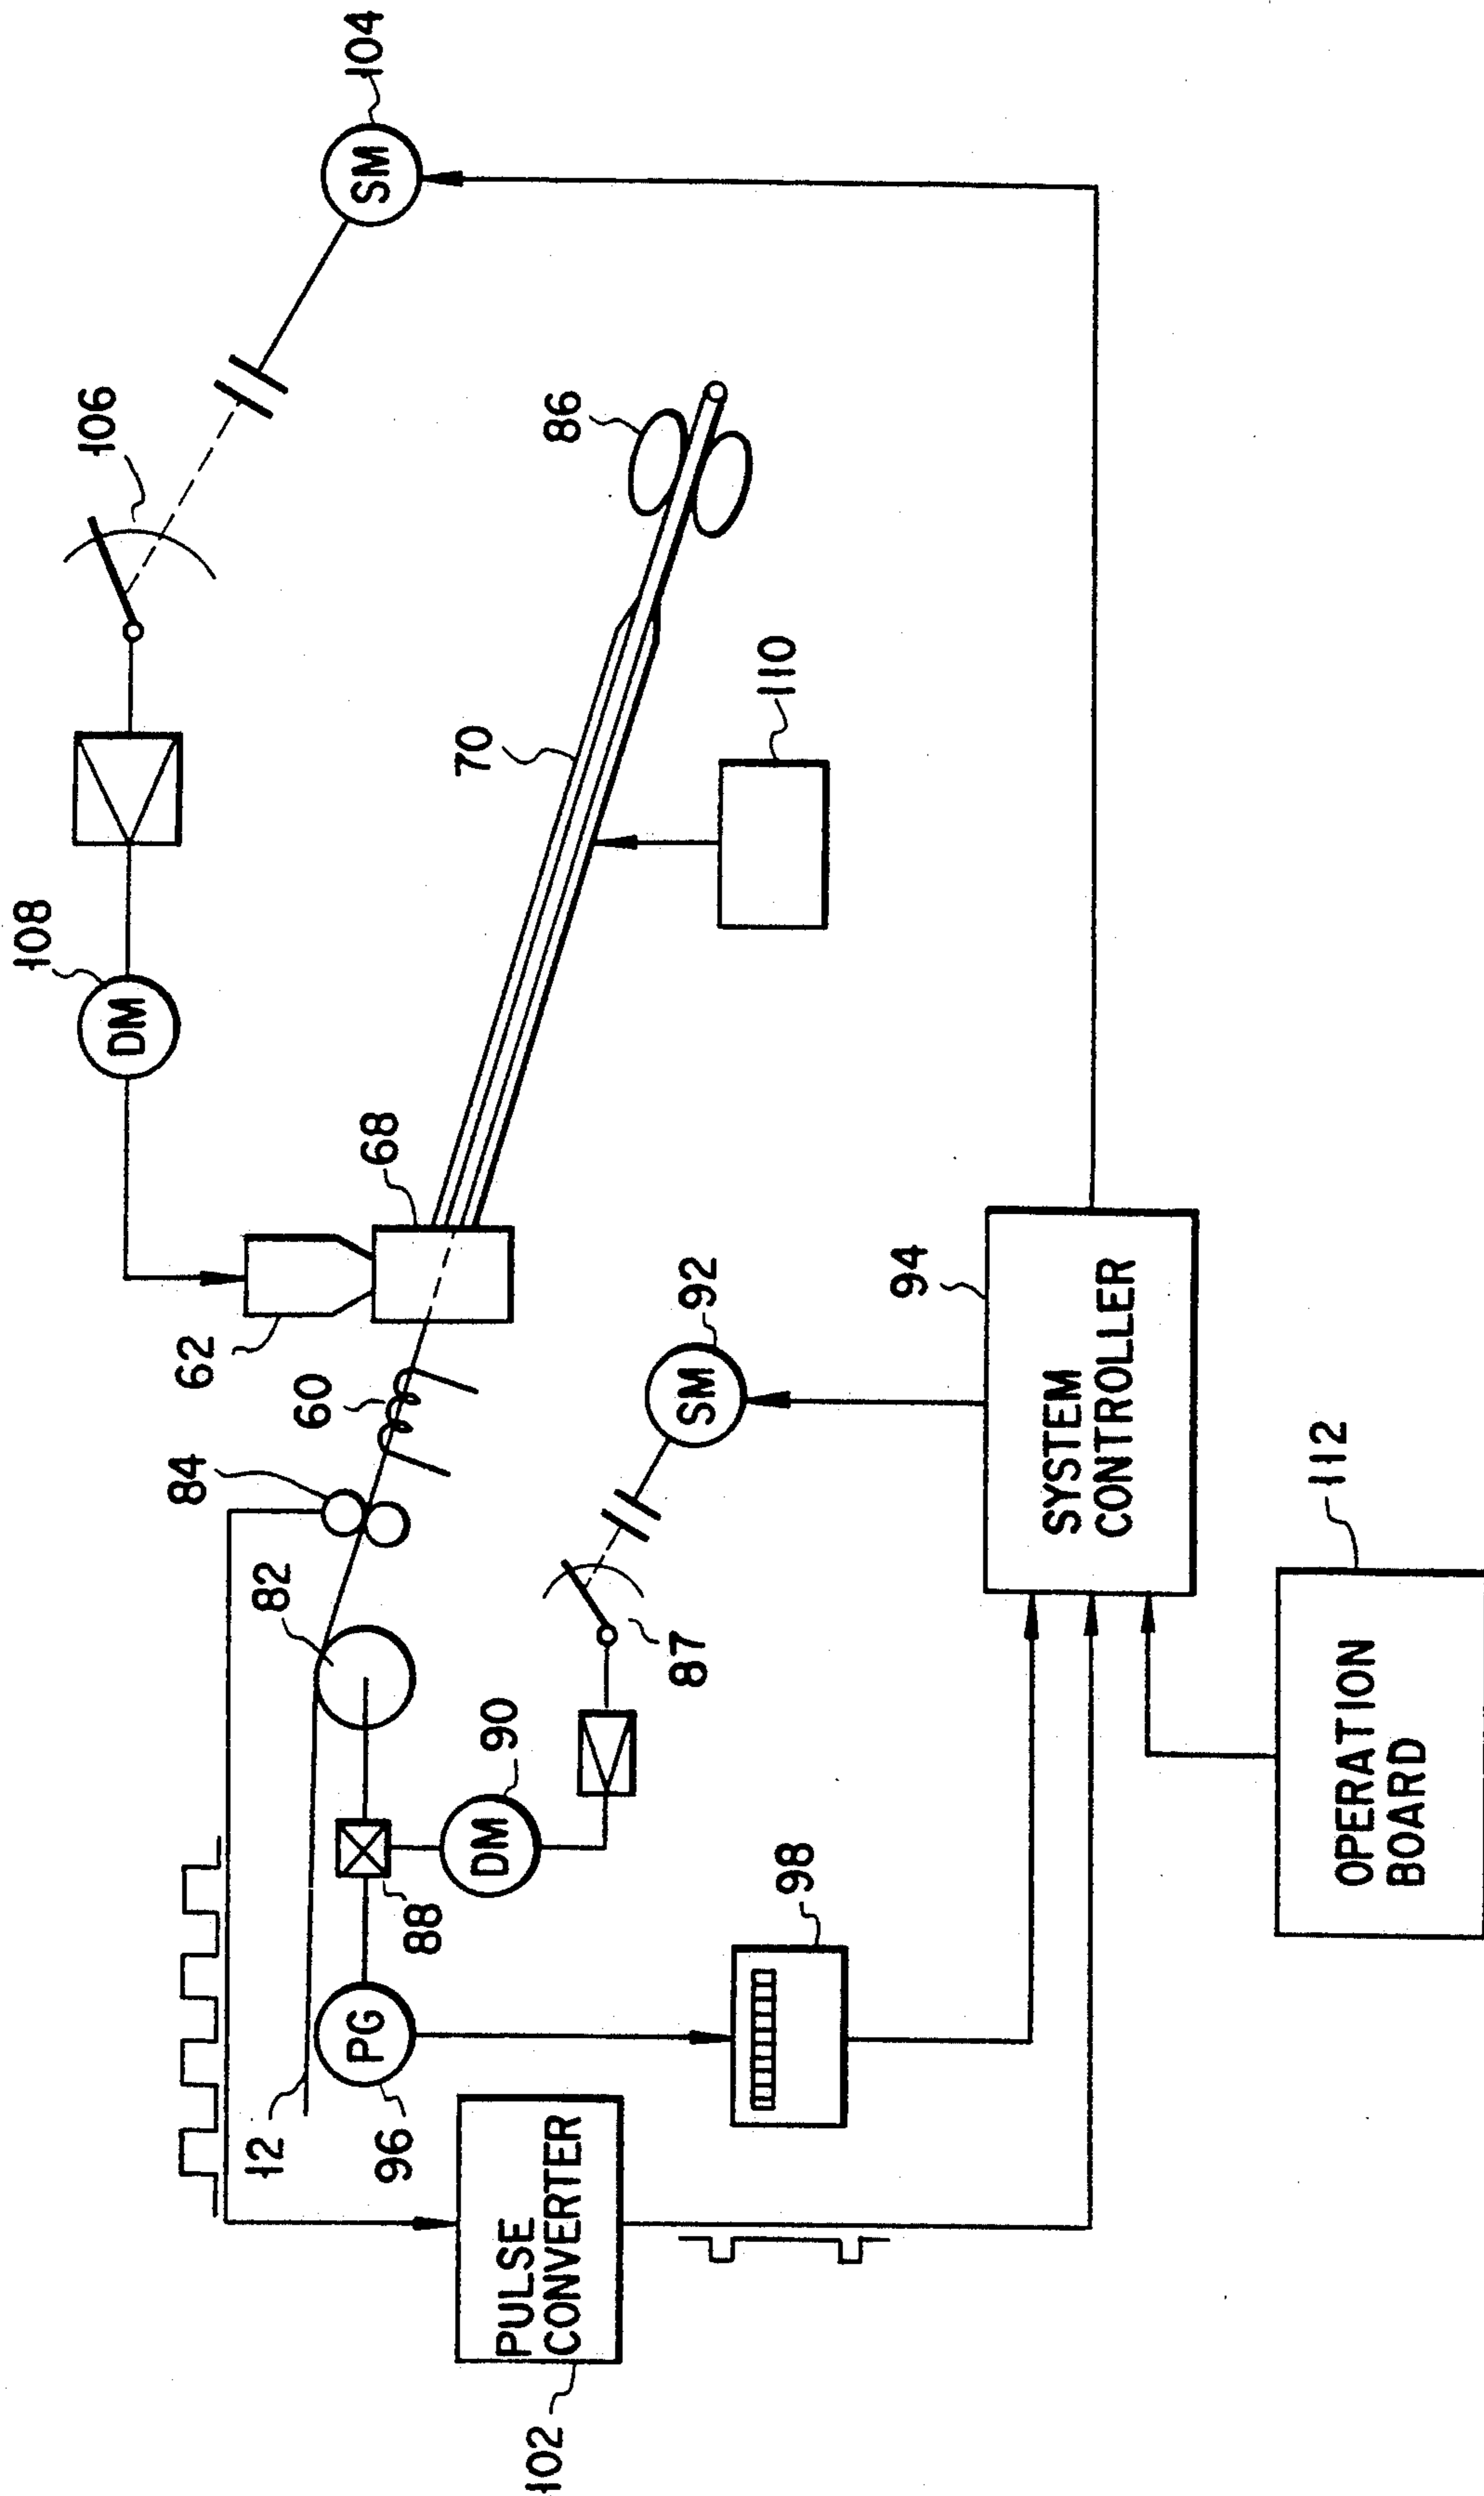 108
106
104
DM
SM
62
68
70
86
84
60
82
92
110
12
PG
88
90
DM
87
SM
96
98
94
PULSE
CONVERTER
102
SYSTEM
CONTROLLER
OPERATION
BOARD
112